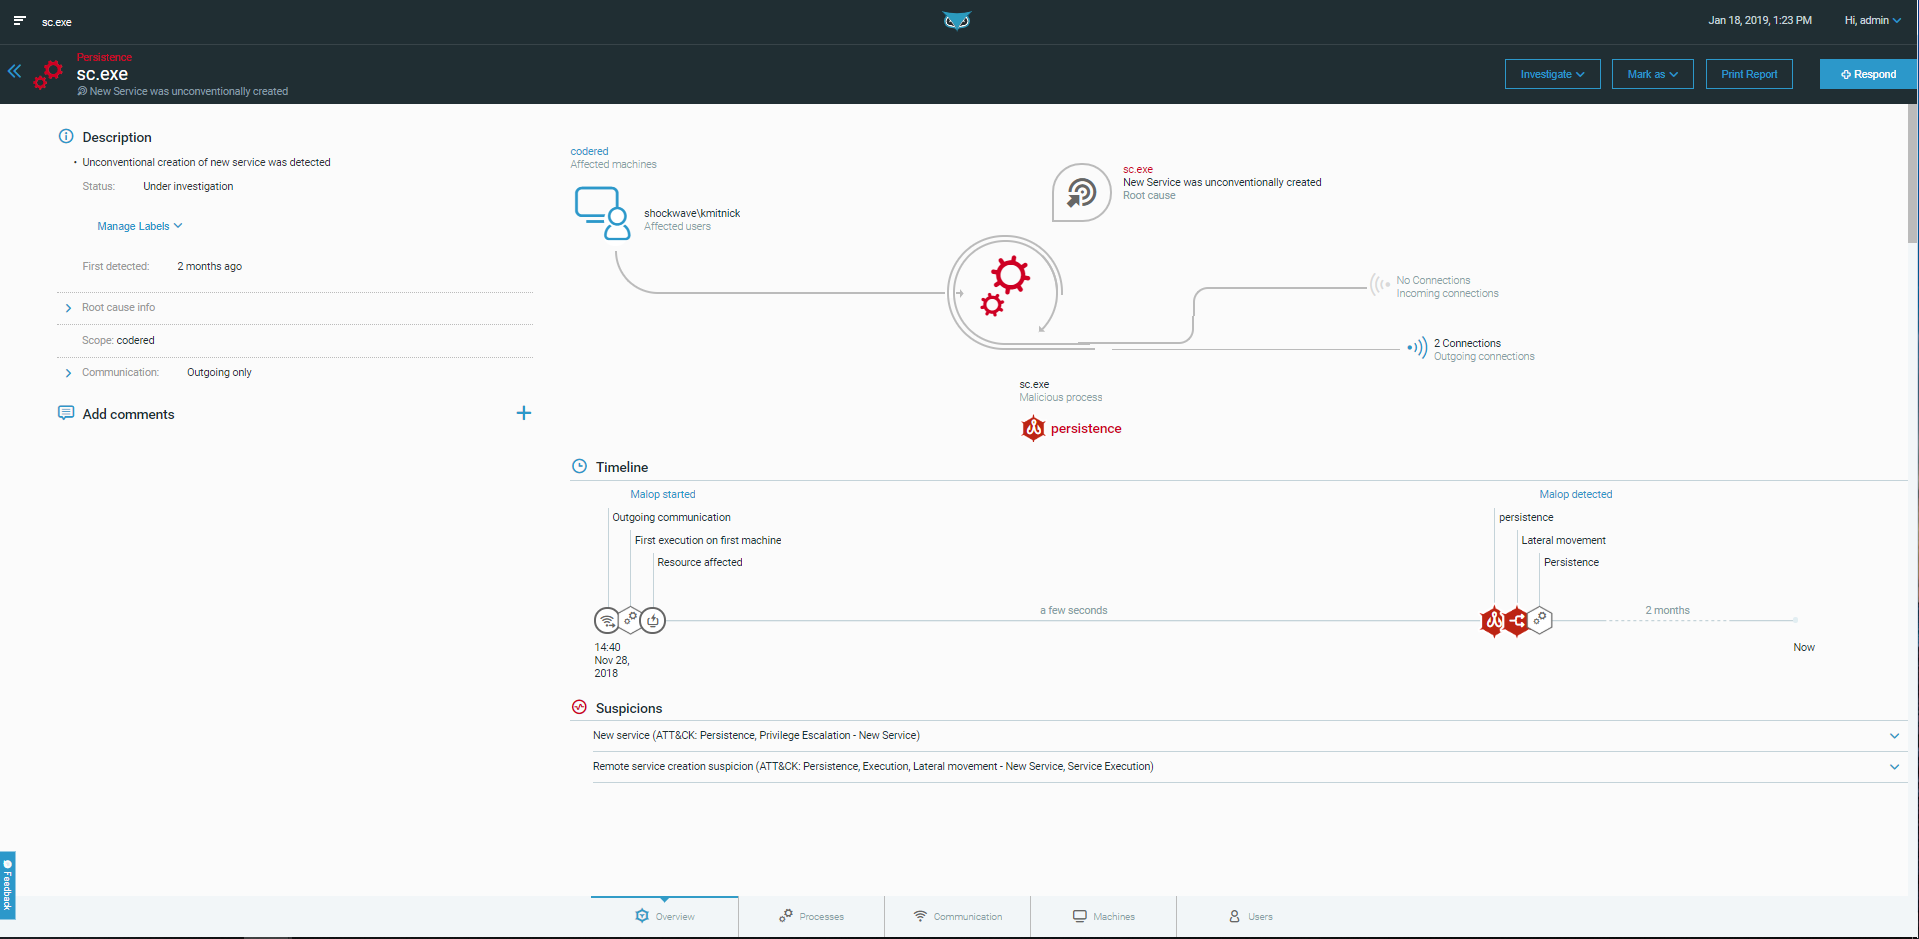 sc.exe
Jan 18, 2019, 1:23 PM
Hi, admin
Persistence
sc.exe
New Service was unconventionally created
Investigate
Mark as
Print Report
Respond
Description
• Unconventional creation of new service was detected
Status: Under investigation
Manage Labels
First detected: 2 months ago
Root cause info
Scope: codered
Communication: Outgoing only
Add comments
codered
Affected machines
shockwave\kmitnick
Affected users
sc.exe
New Service was unconventionally created
Root cause
No Connections
Incoming connections
2 Connections
Outgoing connections
sc.exe
Malicious process
persistence
Timeline
Malop started
Malop detected
Outgoing communication
First execution on first machine
Resource affected
persistence
Lateral movement
Persistence
a few seconds
2 months
14:40
Nov 28,
2018
Now
Suspicions
New service (ATT&CK: Persistence, Privilege Escalation - New Service)
Remote service creation suspicion (ATT&CK: Persistence, Execution, Lateral movement - New Service, Service Execution)
Feedback
Overview
Processes
Communication
Machines
Users